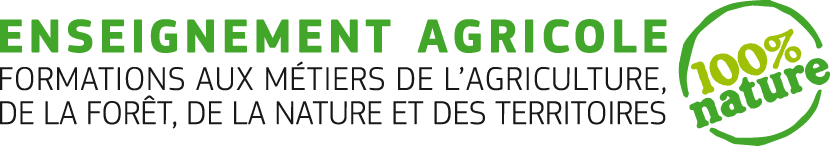 ENSEIGNEMENT AGRICOLE
FORMATIONS AUX MÉTIERS DE L'AGRICULTURE,
DE LA FORÊT, DE LA NATURE ET DES TERRITOIRES
100%
nature